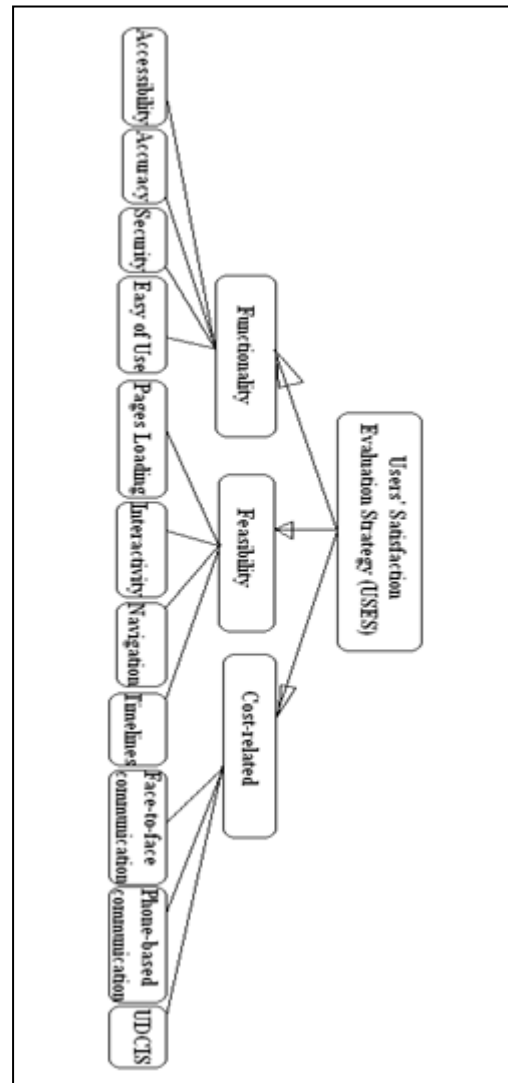 Users' Satisfaction
Evaluation Strategy (USES)
Functionality
Feasibility
Cost-related
Accessibility
Accuracy
Security
Easy of Use
Pages Loading
Interactivity
Navigation
Timelines
Face-to-face
communication
Phone-based
communication
UDCIS